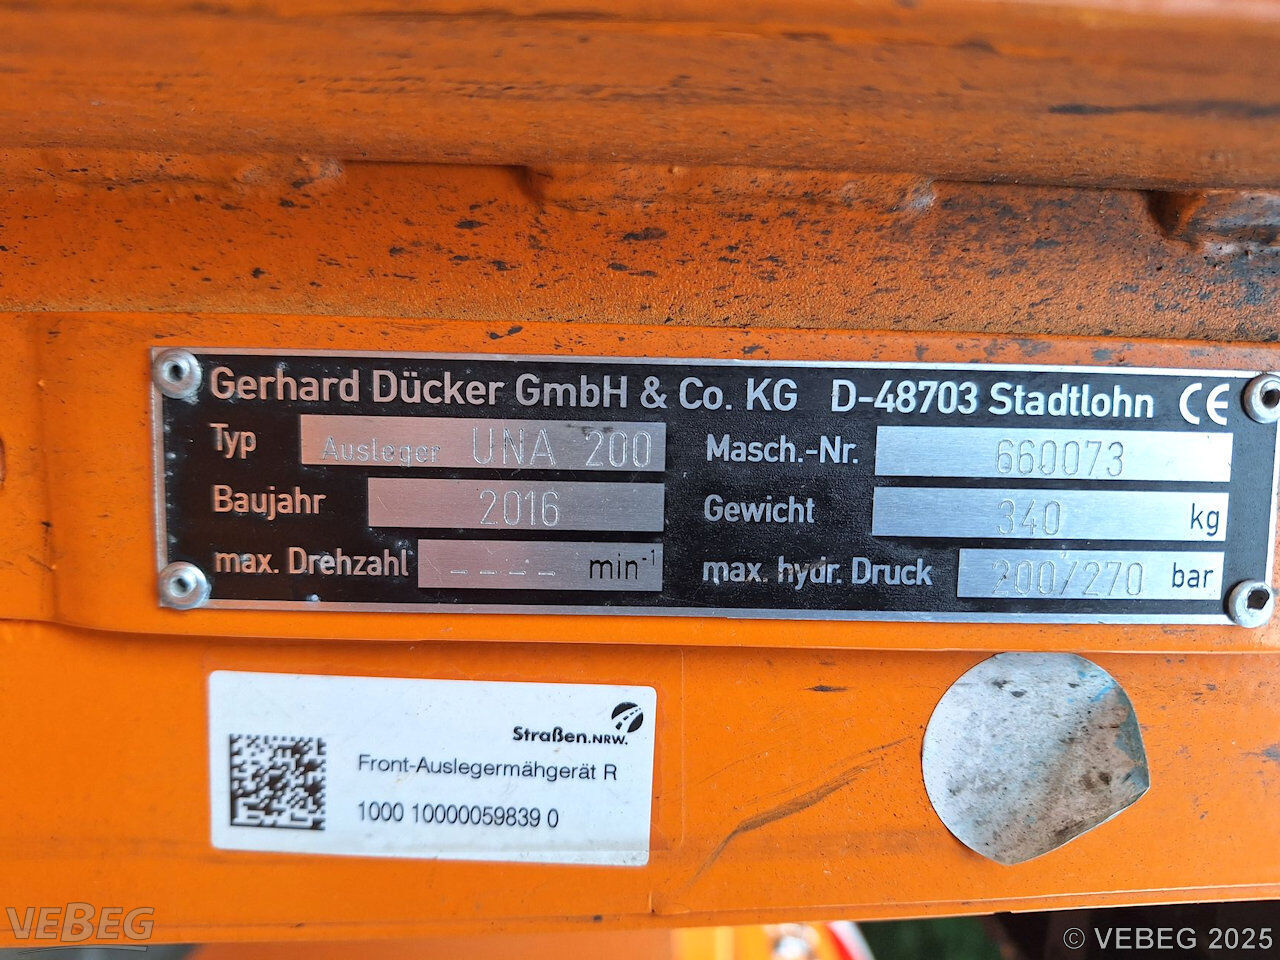 Gerhard Dücker GmbH & Co. KG D-48703 Stadtlohn CE
Typ Ausleger UNA 200 Masch.-Nr. 660073
Baujahr 2016 Gewicht 340 kg
max. Drehzahl ---- min⁻¹ max. hydr. Druck 200/270 bar
Straßen.NRW.
Front-Auslegermähgerät R
1000 10000059839 0
VEBEG
© VEBEG 2025